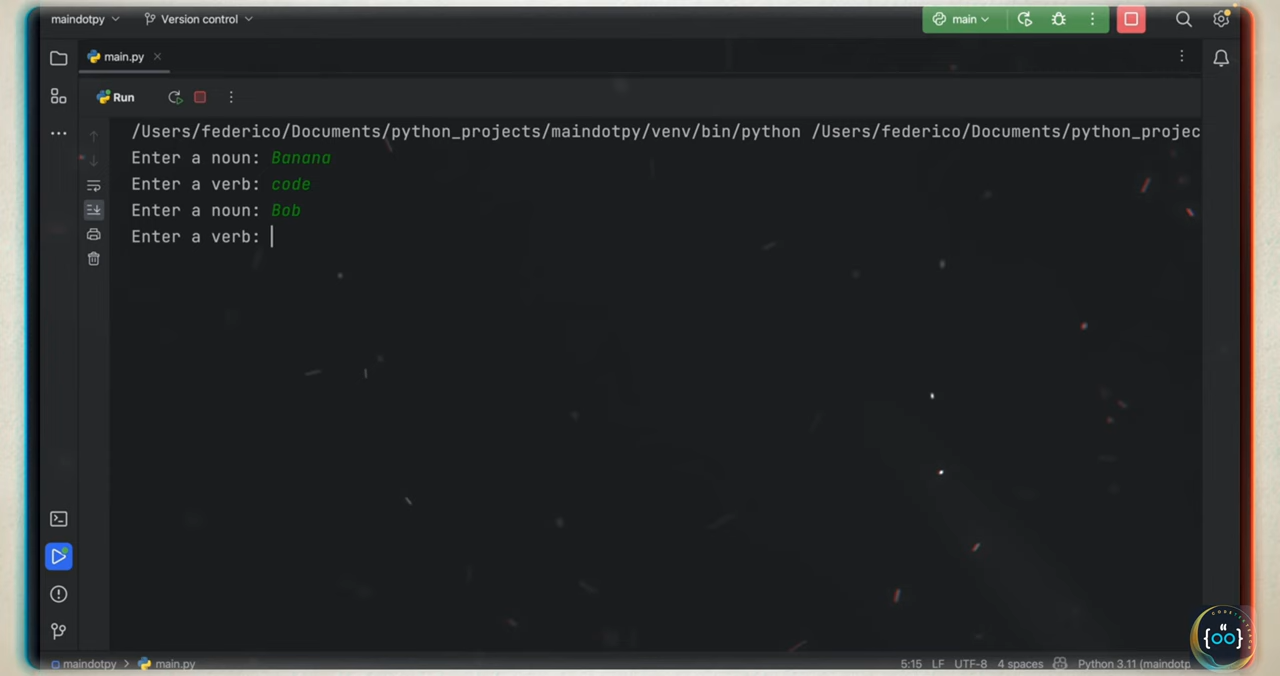 maindotpy Version control main
main.py
Run
/Users/federico/Documents/python_projects/maindotpy/venv/bin/python /Users/federico/Documents/python_projec
Enter a noun: Banana
Enter a verb: code
Enter a noun: Bob
Enter a verb:
maindotpy > main.py 5:15 LF UTF-8 4 spaces Python 3.11 (maindotp